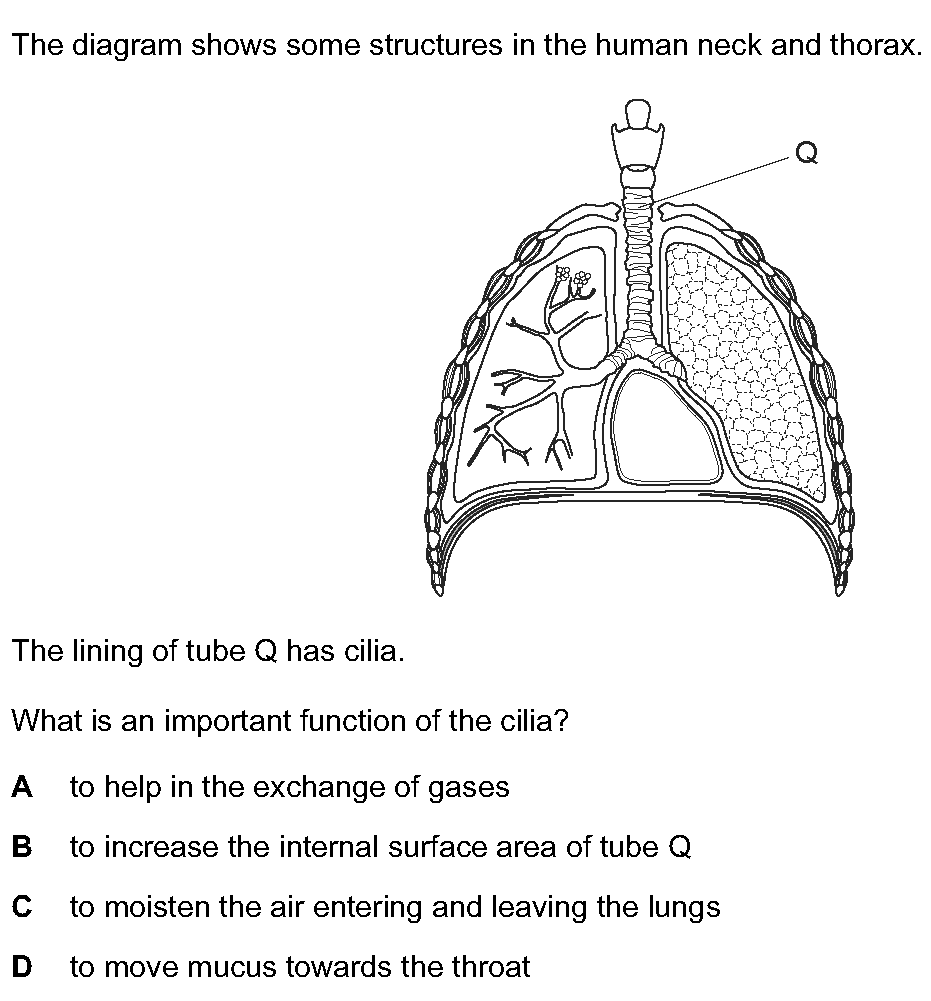 The diagram shows some structures in the human neck and thorax.
Q
The lining of tube Q has cilia.
What is an important function of the cilia?
A to help in the exchange of gases
B to increase the internal surface area of tube Q
C to moisten the air entering and leaving the lungs
D to move mucus towards the throat